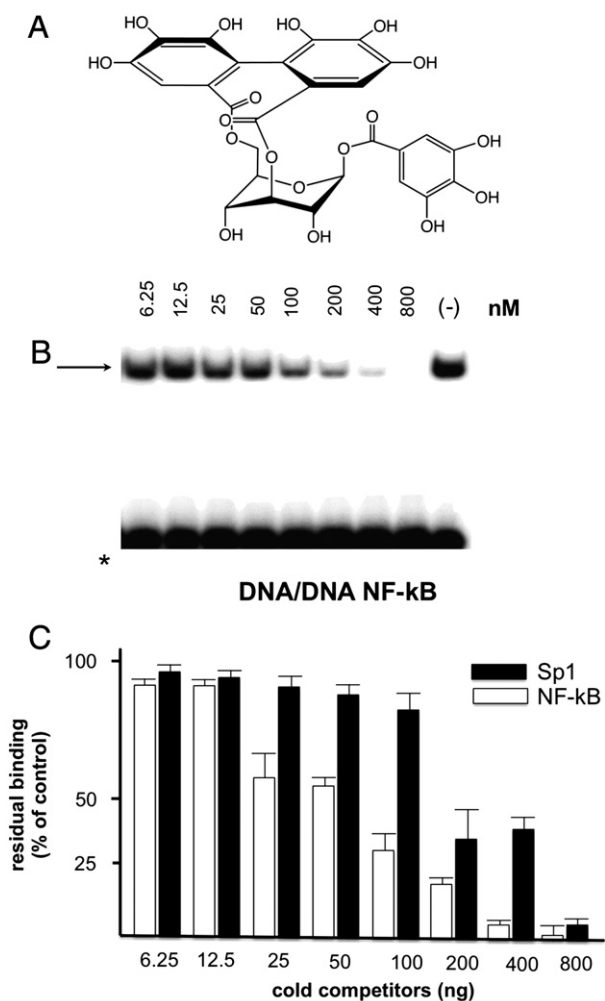 A
HO OH HO OH
HO OH
HO OH
O
O O
O
O O O OH
O O
OH
OH OH
OH
6.25 12.5 25 50 100 200 400 800 (-) nM
B
*
DNA/DNA NF-kB
C
100
50
25
residual binding
(% of control)
Sp1
NF-kB
6.25 12.5 25 50 100 200 400 800
cold competitors (ng)